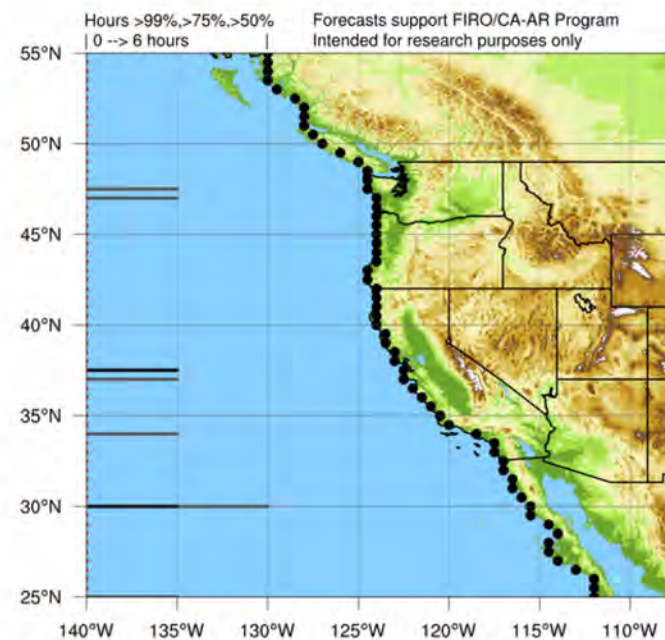 Hours >99%,>75%.>50% Forecasts support FIRO/CA-AR Program
| 0 --> 6 hours | Intended for research purposes only
55°N
50°N
45°N
40°N
35°N
30°N
25°N
140°W 135°W 130°W 125°W 120°W 115°W 110°W